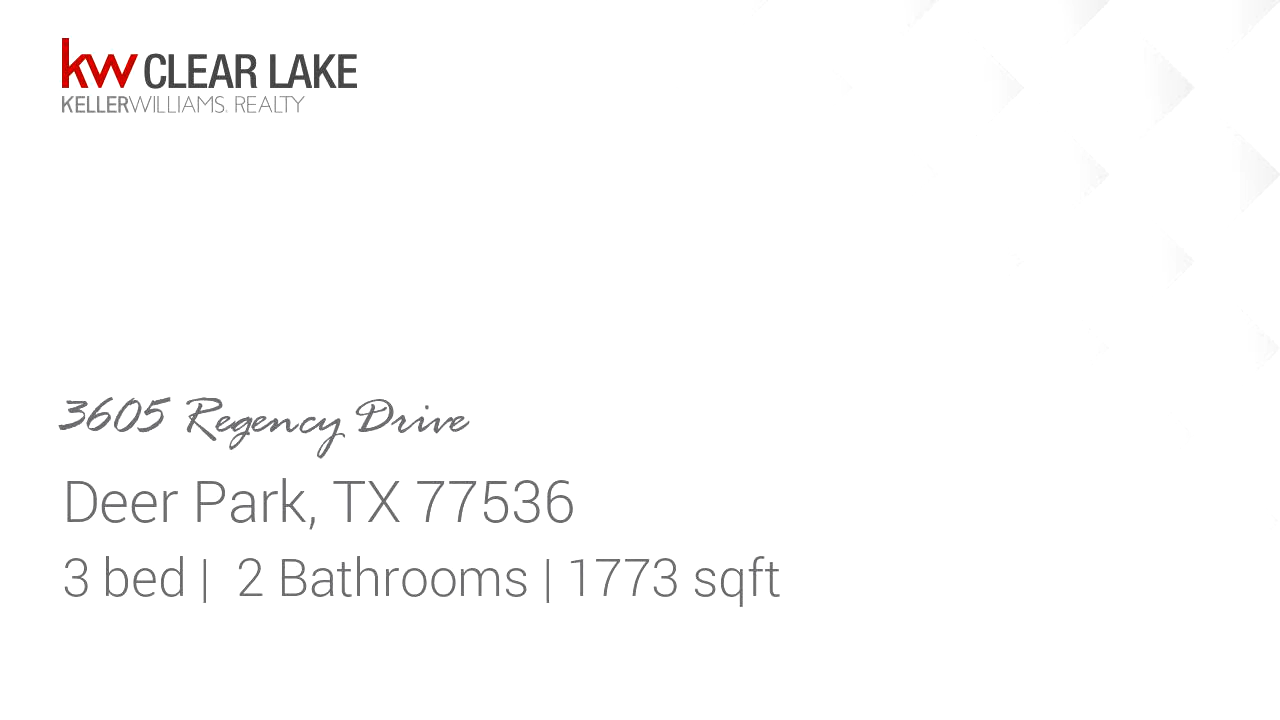 kw CLEAR LAKE
KELLERWILLIAMS. REALTY
3605 Regency Drive
Deer Park, TX 77536
3 bed | 2 Bathrooms | 1773 sqft